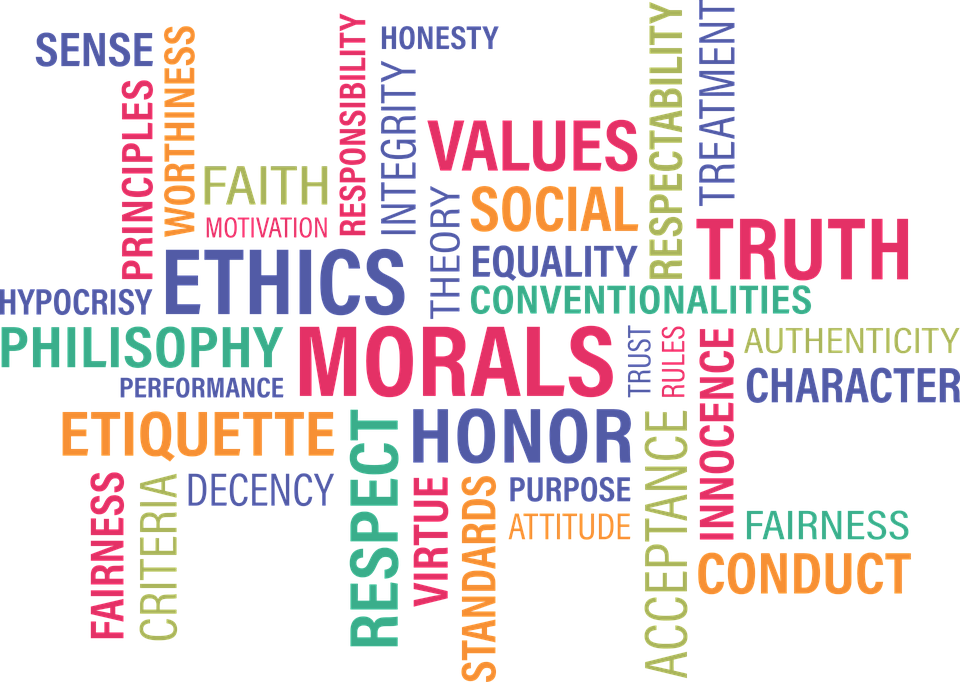 SENSE
PRINCIPLES
WORTHINESS
RESPONSIBILITY
HONESTY
INTEGRITY
VALUES
RESPECTABILITY
TREATMENT
FAITH
MOTIVATION
THEORY
SOCIAL
TRUTH
ETHICS
EQUALITY
HYPOCRISY
CONVENTIONALITIES
PHILISOPHY
MORALS
TRUST
RULES
INNOCENCE
AUTHENTICITY
PERFORMANCE
CHARACTER
ETIQUETTE
RESPECT
HONOR
ACCEPTANCE
FAIRNESS
CRITERIA
DECENCY
VIRTUE
STANDARDS
PURPOSE
ATTITUDE
FAIRNESS
CONDUCT